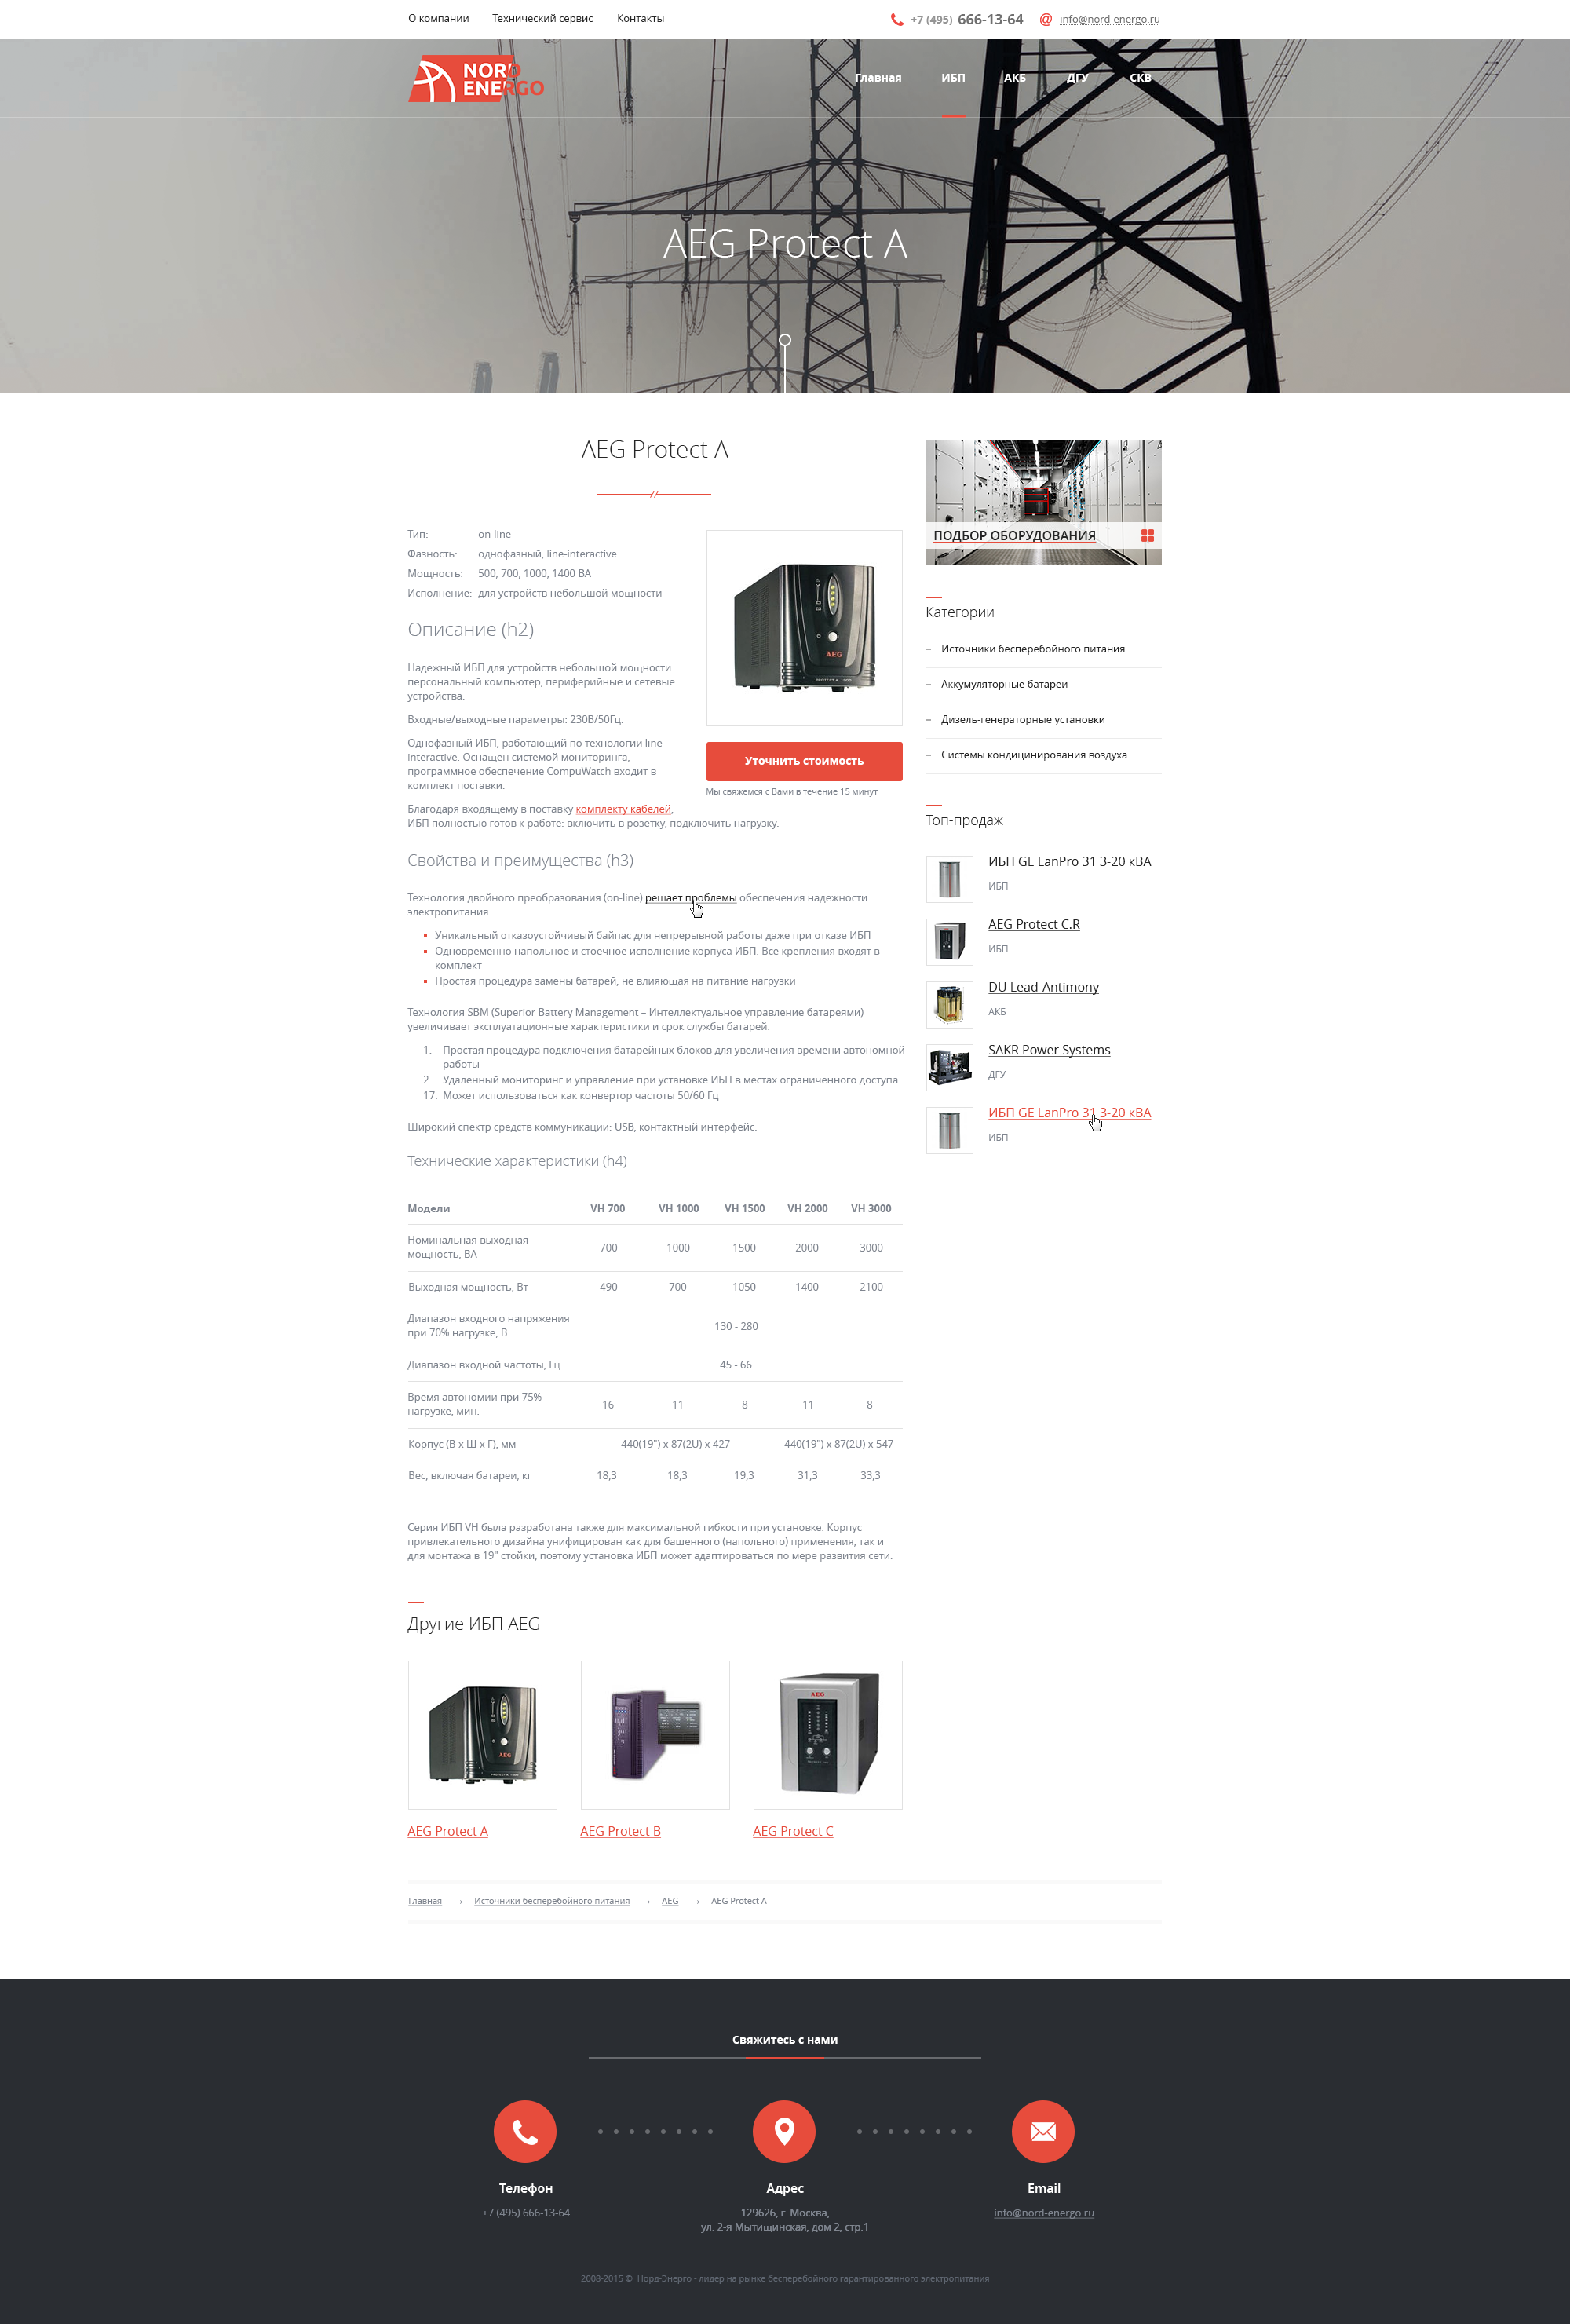 О компании
Технический сервис
Контакты
+7 (495) 666-13-64
info@nord-energo.ru
NORD
ENERGO
Главная
ИБП
АКБ
ДГУ
СКВ
AEG Protect A
AEG Protect A
Тип: on-line
Фазность: однофазный, line-interactive
Мощность: 500, 700, 1000, 1400 ВА
Исполнение: для устройств небольшой мощности
Описание (h2)
Надежный ИБП для устройств небольшой мощности:
персональный компьютер, периферийные и сетевые
устройства.
Входные/выходные параметры: 230В/50Гц.
Однофазный ИБП, работающий по технологии line-
interactive. Оснащен системой мониторинга,
программное обеспечение CompuWatch входит в
комплект поставки.
Благодаря входящему в поставку комплекту кабелей,
ИБП полностью готов к работе: включить в розетку, подключить нагрузку.
AEG
PROTECT A. 1000
Уточнить стоимость
Мы свяжемся с Вами в течение 15 минут
Свойства и преимущества (h3)
Технология двойного преобразования (on-line) решает проблемы обеспечения надежности
электропитания.
Уникальный отказоустойчивый байпас для непрерывной работы даже при отказе ИБП
Одновременно напольное и стоечное исполнение корпуса ИБП. Все крепления входят в
комплект
Простая процедура замены батарей, не влияющая на питание нагрузки
Технология SBM (Superior Battery Management – Интеллектуальное управление батареями)
увеличивает эксплуатационные характеристики и срок службы батарей.
1. Простая процедура подключения батарейных блоков для увеличения времени автономной
работы
2. Удаленный мониторинг и управление при установке ИБП в местах ограниченного доступа
17. Может использоваться как конвертор частоты 50/60 Гц
Широкий спектр средств коммуникации: USB, контактный интерфейс.
Технические характеристики (h4)
Модели VH 700 VH 1000 VH 1500 VH 2000 VH 3000
Номинальная выходная
мощность, ВА 700 1000 1500 2000 3000
Выходная мощность, Вт 490 700 1050 1400 2100
Диапазон входного напряжения
при 70% нагрузке, В 130 - 280
Диапазон входной частоты, Гц 45 - 66
Время автономии при 75%
нагрузке, мин. 16 11 8 11 8
Корпус (В x Ш x Г), мм 440(19") x 87(2U) x 427 440(19") x 87(2U) x 547
Вес, включая батареи, кг 18,3 18,3 19,3 31,3 33,3
Серия ИБП VH была разработана также для максимальной гибкости при установке. Корпус
привлекательного дизайна унифицирован как для башенного (напольного) применения, так и
для монтажа в 19" стойки, поэтому установка ИБП может адаптироваться по мере развития сети.
Другие ИБП AEG
AEG
AEG
AEG Protect A
AEG Protect B
AEG Protect C
ПОДБОР ОБОРУДОВАНИЯ
Категории
– Источники бесперебойного питания
– Аккумуляторные батареи
– Дизель-генераторные установки
– Системы кондицинирования воздуха
Топ-продаж
ИБП GE LanPro 31 3-20 кВА
ИБП
AEG Protect C.R
ИБП
DU Lead-Antimony
АКБ
SAKR Power Systems
ДГУ
ИБП GE LanPro 31 3-20 кВА
ИБП
Главная → Источники бесперебойного питания → AEG → AEG Protect A
Свяжитесь с нами
Телефон
+7 (495) 666-13-64
Адрес
129626, г. Москва,
ул. 2-я Мытищинская, дом 2, стр.1
Email
info@nord-energo.ru
2008-2015 © Норд-Энерго - лидер на рынке бесперебойного гарантированного электропитания